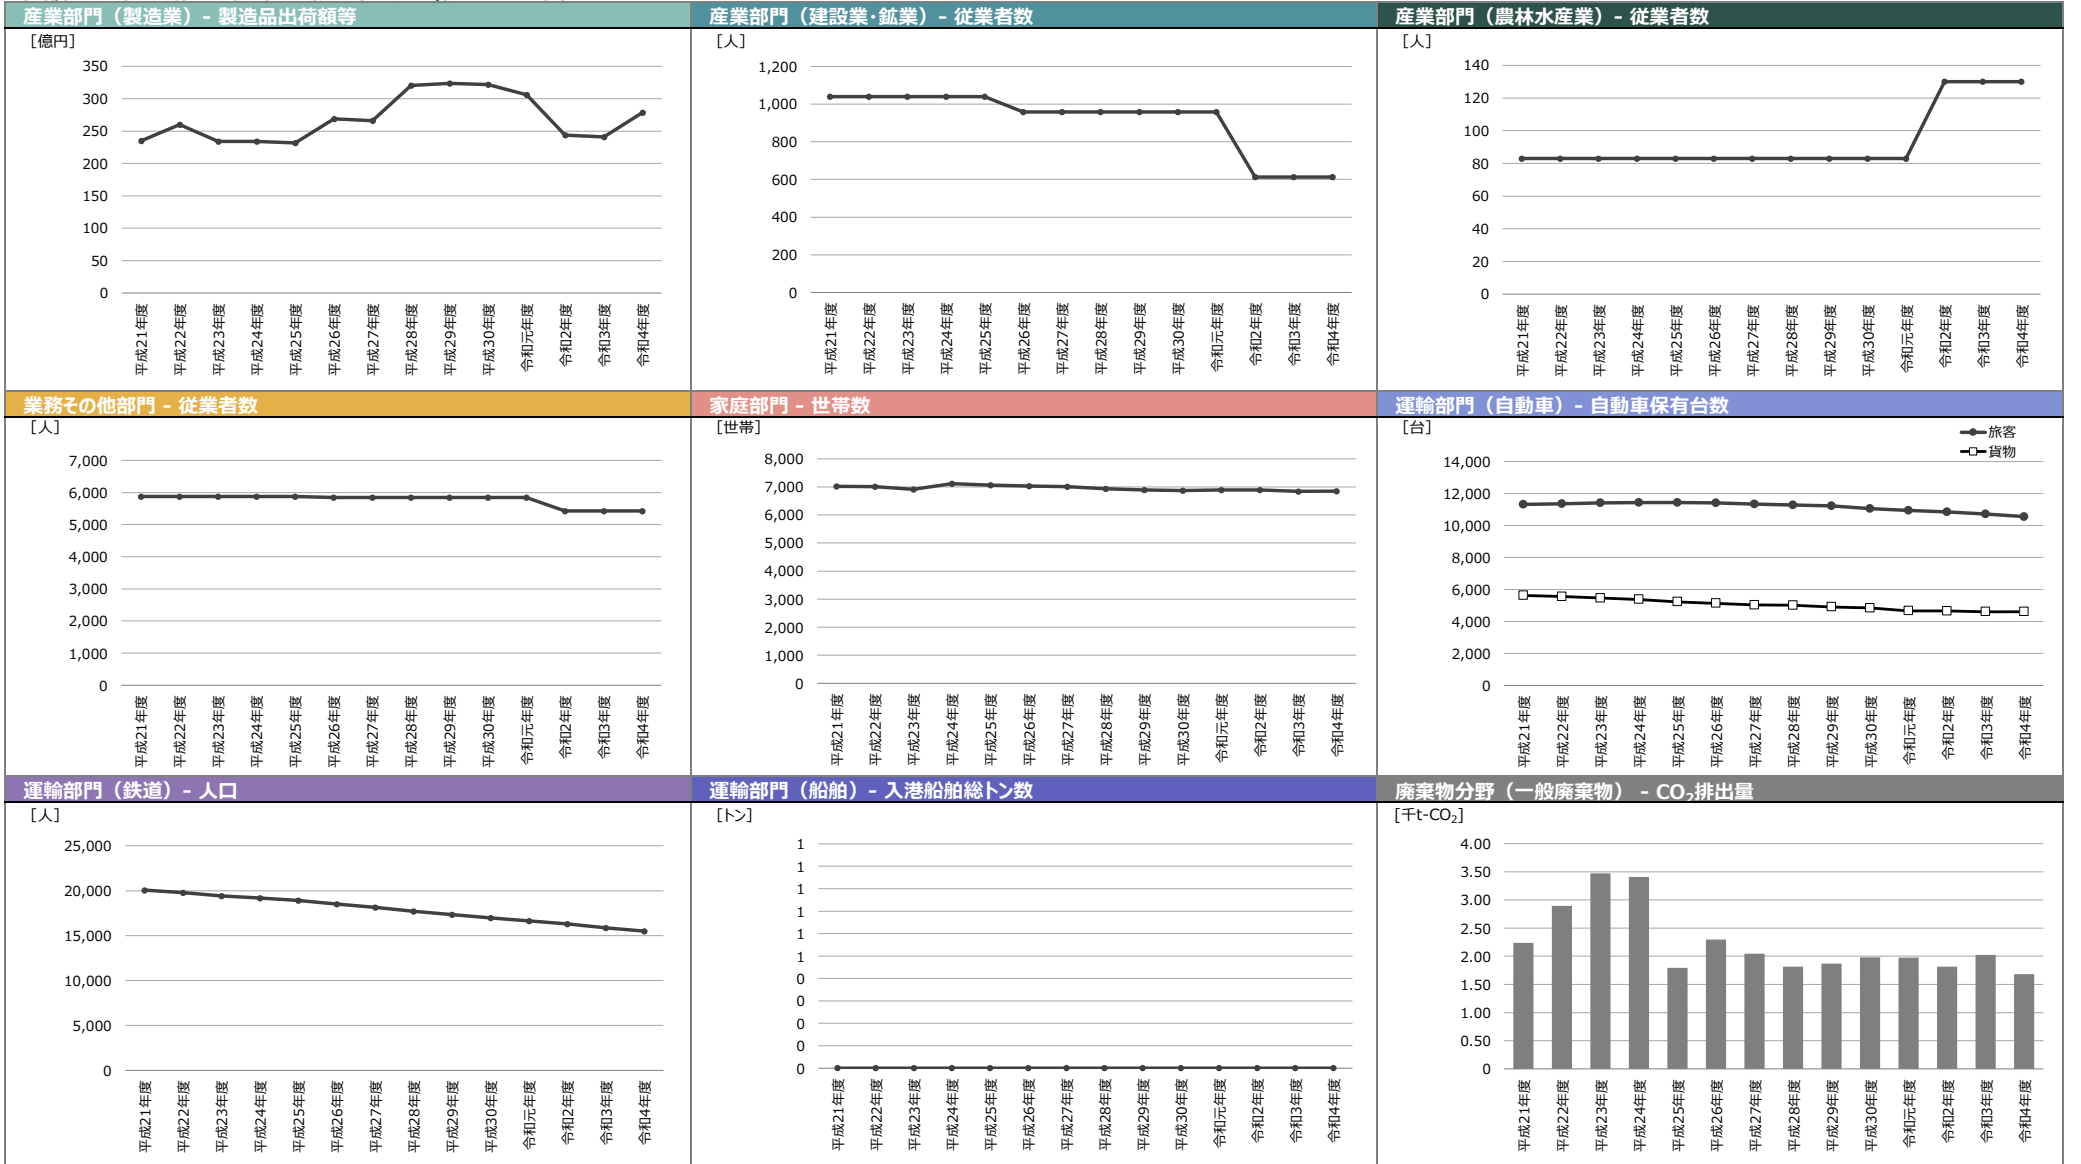 産業部門（製造業）- 製造品出荷額等
[億円]
350
300
250
200
150
100
50
0
平成21年度
平成22年度
平成23年度
平成24年度
平成25年度
平成26年度
平成27年度
平成28年度
平成29年度
平成30年度
令和元年度
令和2年度
令和3年度
令和4年度
産業部門（建設業・鉱業）- 従業者数
[人]
1,200
1,000
800
600
400
200
0
平成21年度
平成22年度
平成23年度
平成24年度
平成25年度
平成26年度
平成27年度
平成28年度
平成29年度
平成30年度
令和元年度
令和2年度
令和3年度
令和4年度
産業部門（農林水産業）- 従業者数
[人]
140
120
100
80
60
40
20
0
平成21年度
平成22年度
平成23年度
平成24年度
平成25年度
平成26年度
平成27年度
平成28年度
平成29年度
平成30年度
令和元年度
令和2年度
令和3年度
令和4年度
業務その他部門 - 従業者数
[人]
7,000
6,000
5,000
4,000
3,000
2,000
1,000
0
平成21年度
平成22年度
平成23年度
平成24年度
平成25年度
平成26年度
平成27年度
平成28年度
平成29年度
平成30年度
令和元年度
令和2年度
令和3年度
令和4年度
家庭部門 - 世帯数
[世帯]
8,000
7,000
6,000
5,000
4,000
3,000
2,000
1,000
0
平成21年度
平成22年度
平成23年度
平成24年度
平成25年度
平成26年度
平成27年度
平成28年度
平成29年度
平成30年度
令和元年度
令和2年度
令和3年度
令和4年度
運輸部門（自動車）- 自動車保有台数
[台]
旅客
貨物
14,000
12,000
10,000
8,000
6,000
4,000
2,000
0
平成21年度
平成22年度
平成23年度
平成24年度
平成25年度
平成26年度
平成27年度
平成28年度
平成29年度
平成30年度
令和元年度
令和2年度
令和3年度
令和4年度
運輸部門（鉄道）- 人口
[人]
25,000
20,000
15,000
10,000
5,000
0
平成21年度
平成22年度
平成23年度
平成24年度
平成25年度
平成26年度
平成27年度
平成28年度
平成29年度
平成30年度
令和元年度
令和2年度
令和3年度
令和4年度
運輸部門（船舶）- 入港船舶総トン数
[トン]
1
1
1
1
1
1
0
0
0
0
0
平成21年度
平成22年度
平成23年度
平成24年度
平成25年度
平成26年度
平成27年度
平成28年度
平成29年度
平成30年度
令和元年度
令和2年度
令和3年度
令和4年度
廃棄物分野（一般廃棄物） - CO₂排出量
[千t-CO₂]
4.00
3.50
3.00
2.50
2.00
1.50
1.00
0.50
0
平成21年度
平成22年度
平成23年度
平成24年度
平成25年度
平成26年度
平成27年度
平成28年度
平成29年度
平成30年度
令和元年度
令和2年度
令和3年度
令和4年度